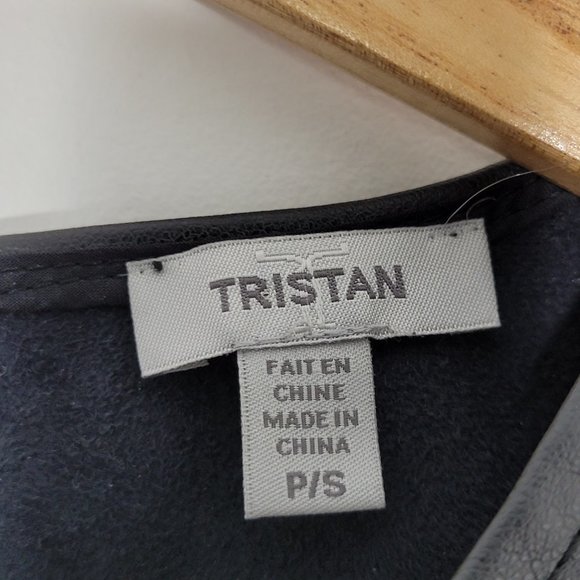 TRISTAN
FAIT EN
CHINE
MADE IN
CHINA
P/S